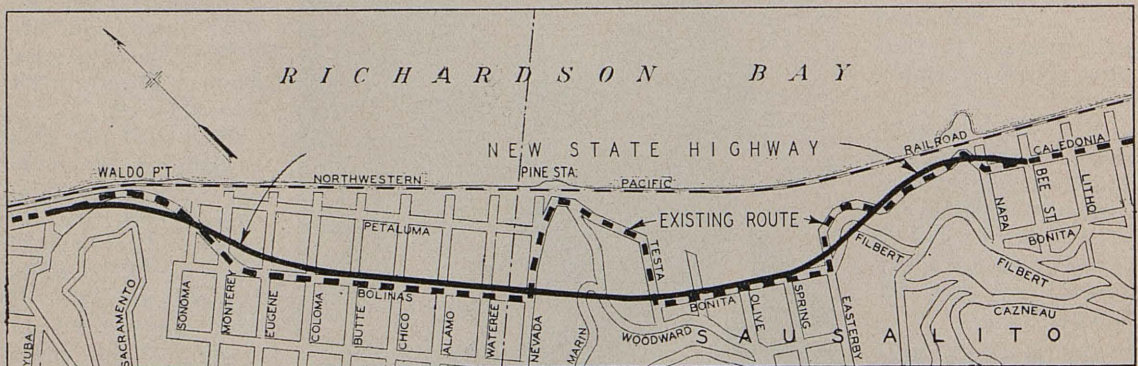 RICHARDSON BAY
NEW STATE HIGHWAY
RAILROAD
CALEDONIA
WALDO P'T.
NORTHWESTERN
PINE STA.
PACIFIC
PETALUMA
EXISTING ROUTE
TESTA
NAPA
BEE ST.
LITHO
BONITA
FILBERT
FILBERT
CAZNEAU
SONOMA
MONTEREY
EUGENE
COLOMA
BUTTE
CHICO
ALAMO
WATEREE
NEVADA
BOLINAS
MARIN
WOODWARD
BONITA
OLIVE
SPRING
EASTERBY
SAUSALITO
YUBA
SACRAMENTO